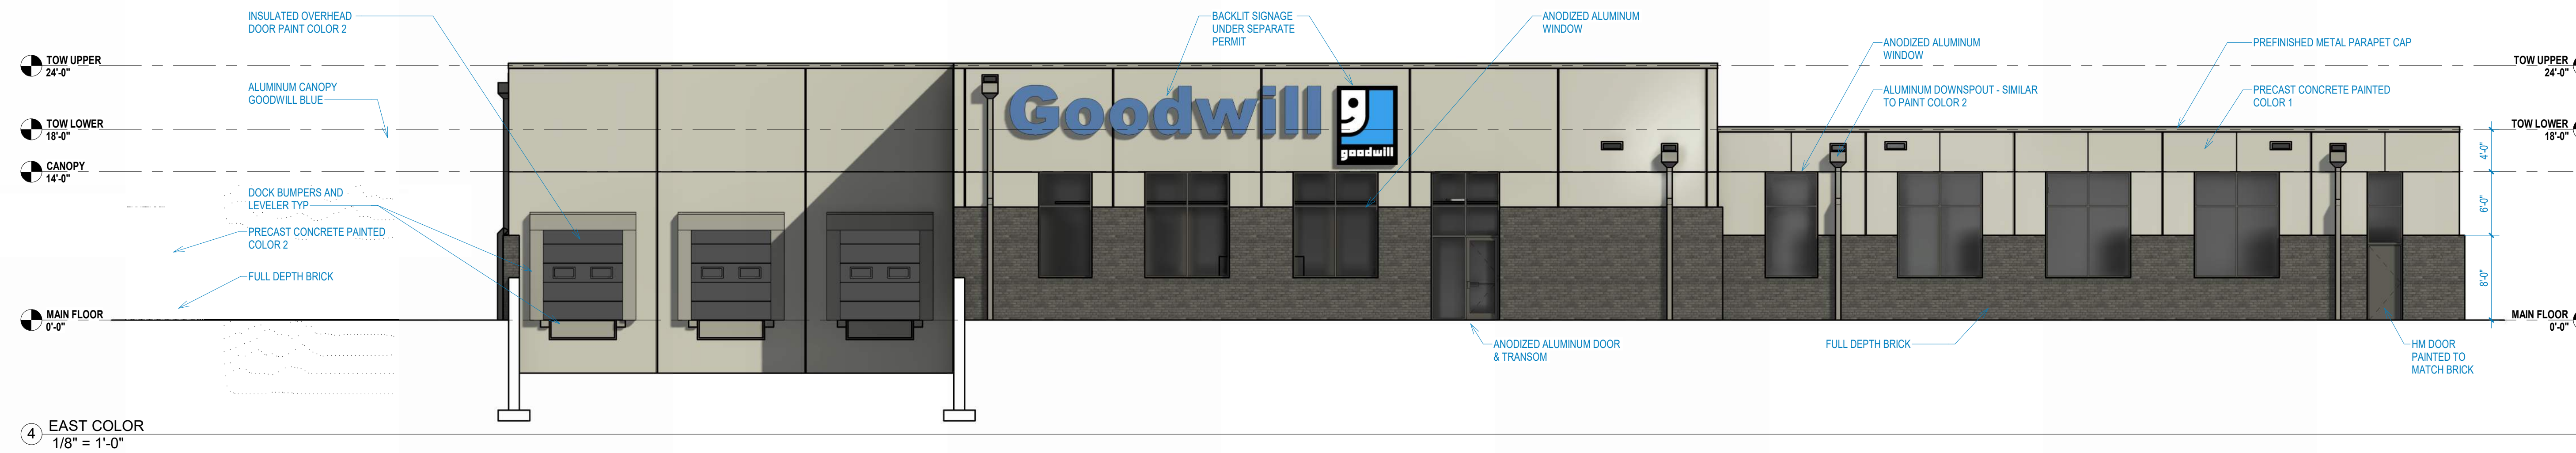 INSULATED OVERHEAD
DOOR PAINT COLOR 2
BACKLIT SIGNAGE
UNDER SEPARATE
PERMIT
ANODIZED ALUMINUM
WINDOW
ANODIZED ALUMINUM
WINDOW
PREFINISHED METAL PARAPET CAP
TOW UPPER
24'-0"
TOW UPPER
24'-0"
ALUMINUM CANOPY
GOODWILL BLUE
ALUMINUM DOWNSPOUT - SIMILAR
TO PAINT COLOR 2
PRECAST CONCRETE PAINTED
COLOR 1
Goodwill
g
goodwill
TOW LOWER
18'-0"
TOW LOWER
18'-0"
4'-0"
CANOPY
14'-0"
DOCK BUMPERS AND
LEVELER TYP
6'-0"
PRECAST CONCRETE PAINTED
COLOR 2
FULL DEPTH BRICK
8'-0"
MAIN FLOOR
0'-0"
MAIN FLOOR
0'-0"
ANODIZED ALUMINUM DOOR
& TRANSOM
FULL DEPTH BRICK
HM DOOR
PAINTED TO
MATCH BRICK
4 EAST COLOR
1/8" = 1'-0"